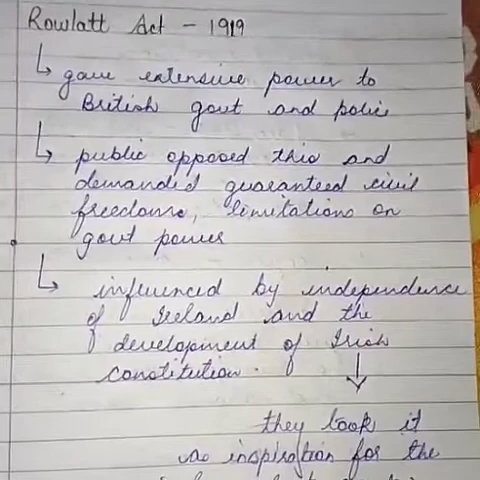 Rowlatt Act - 1919
↳ gave extensive power to
British govt and police
↳ public opposed this and
demanded guaranteed civil
freedoms, limitations on
govt power
↳ influenced by independence
of Ireland and the
development of Irish
constitution.
they took it
as inspiration for the